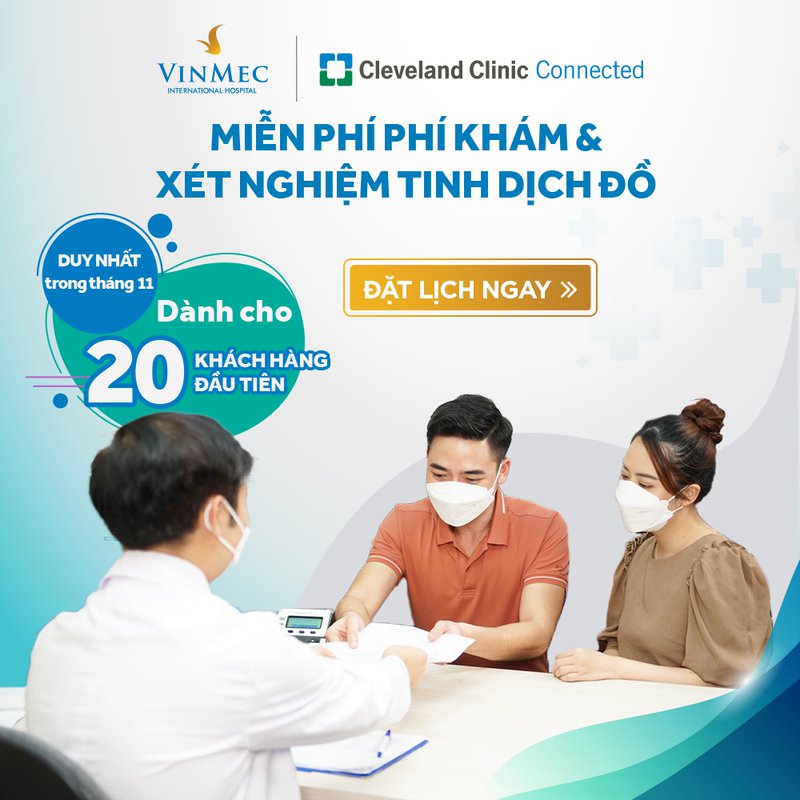 VINMEC
INTERNATIONAL HOSPITAL
Cleveland Clinic Connected
MIỄN PHÍ PHÍ KHÁM &
XÉT NGHIỆM TINH DỊCH ĐỒ
DUY NHẤT
trong tháng 11
Dành cho
20 KHÁCH HÀNG
ĐẦU TIÊN
ĐẶT LỊCH NGAY »